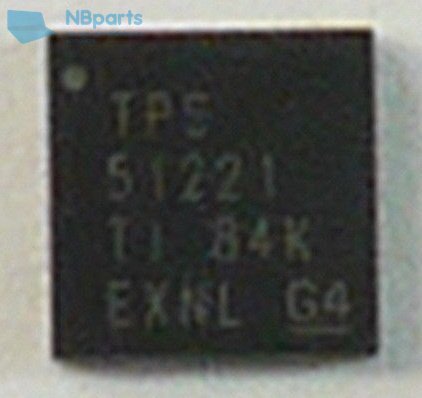 NBparts
TPS
51221
TI 84K
EXNL G4